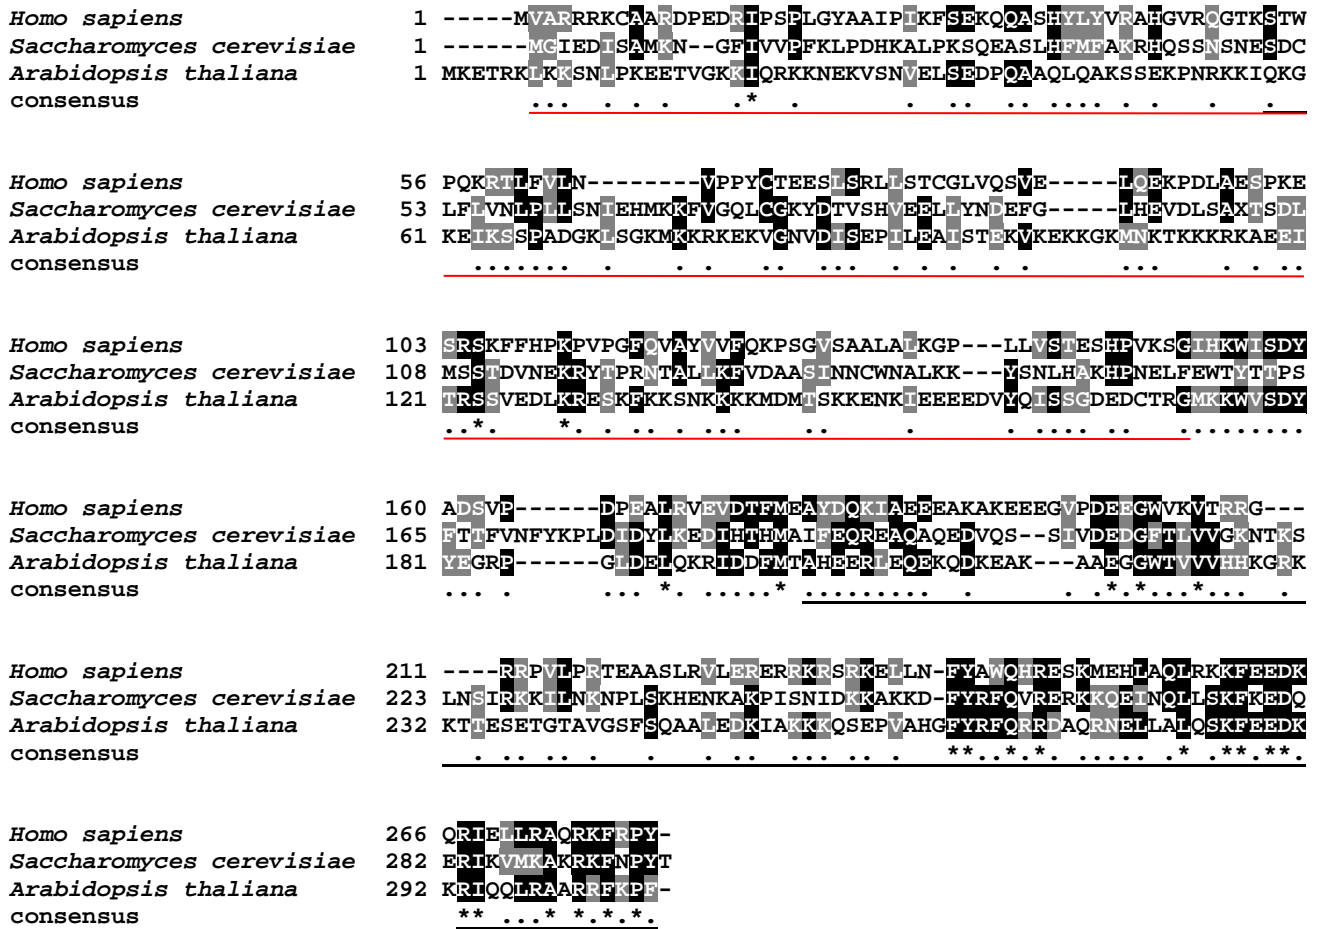 Homo sapiens 1 -----MVARRRKCAARDPEDRIPSPLGYAAIPIKFSEKQQASHYLYVRAHGVRQGTKSTW
Saccharomyces cerevisiae 1 ------MGIEDISAMKN--GFIVVPFKLPDHKALPKSQEASLHFMFAKRHQSSNSNESDC
Arabidopsis thaliana 1 MKETRKLKKSNLPKEETVGKKIQRKKNEKVSNVELSEDPQAAQLQAKSSEKPNRKKIQKG
consensus ... . . . .* . . .. .. .... . . . .
Homo sapiens 56 PQKRTLFVLN--------VPPYCTEESLSRLLSTCGLVQSVE-----LQEKPDLAESPKE
Saccharomyces cerevisiae 53 LFLVNLPLLSNIEHMKKFVGQLCGKYDTVSHVEELLYNDEFG-----LHEVDLSAXTSDL
Arabidopsis thaliana 61 KEIKSSPADGKLSGKMKKRKEKVGNVDISEPILEAISTEKVKEKKGKMNKTKKKRKAEEI
consensus ....... . . . .. ... . . . . ... . . ..
Homo sapiens 103 SRSKFFHPKPVPGFQVAYVVFQKPSGVSAALALKGP---LLVSTESHPVKSGIHKWISDY
Saccharomyces cerevisiae 108 MSSTDVNEKRYTPRNTALLKFVDAASINNCWNALKK---YSNLHAKHPNELFEWTYTTPS
Arabidopsis thaliana 121 TRSSVEDLKRESKFKKSNKKKKMDMTSKKENKIEEEEDVYQISSGDEDCTRGMKKWVSDY
consensus ..*. *. . .. . .. .. . . .... .. .........
Homo sapiens 160 ADSVP------DPEALRVEVDTFMEAYDQKIAEEEAKAKEEEGVPDEEGWVKVTRRG---
Saccharomyces cerevisiae 165 FTTFVNFYKPLDIDYLKEDIHTHMAIFEQREAQAQEDVQS--SIVDEDGFTLVVGKNTKS
Arabidopsis thaliana 181 YEGRP------GLDELQKRIDDFMTAHEERLEQEKQDKEAK---AAEGGWTVVVHHKGRK
consensus ... . ... *. ..... * ......... . . .*.* .*... .
Homo sapiens 211 ----RRPVLPRTEAASLRVLERERRKRSRKELLN-FYAWQHRESKMEHLAQLRKKFEEDK
Saccharomyces cerevisiae 223 LNSIRKKILNKNPLSKHENKAKPISNIDKKAKKD-FYRFQVRERKKQEINQLLSKFKEDQ
Arabidopsis thaliana 232 KTTESETGTAVGSFSQAALEDKIAKKKQSEPVAHGFYRFQRRDAQRNELLALQSKFEEDK
consensus . .. .. . . .. .. ... . **..*.* . ..... *. **.**
Homo sapiens 266 QRIELLRAQRKFRPY-
Saccharomyces cerevisiae 282 ERIKVMKAKRKFNPYT
Arabidopsis thaliana 292 KRIQQLRAARRFKPF-
consensus ** ...* *.*.*.